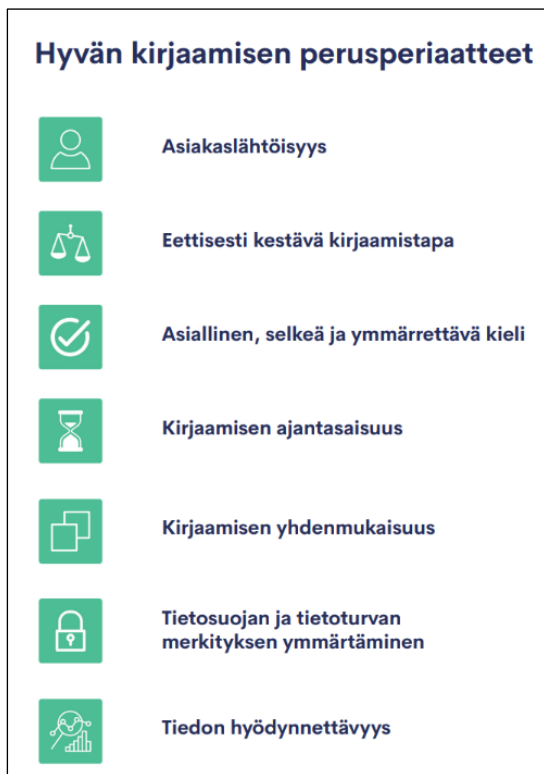 Hyvän kirjaamisen perusperiaatteet
Asiakaslähtöisyys
Eettisesti kestävä kirjaamistapa
Asiallinen, selkeä ja ymmärrettävä kieli
Kirjaamisen ajantasaisuus
Kirjaamisen yhdenmukaisuus
Tietosuojan ja tietoturvan
merkityksen ymmärtäminen
Tiedon hyödynnettävyys